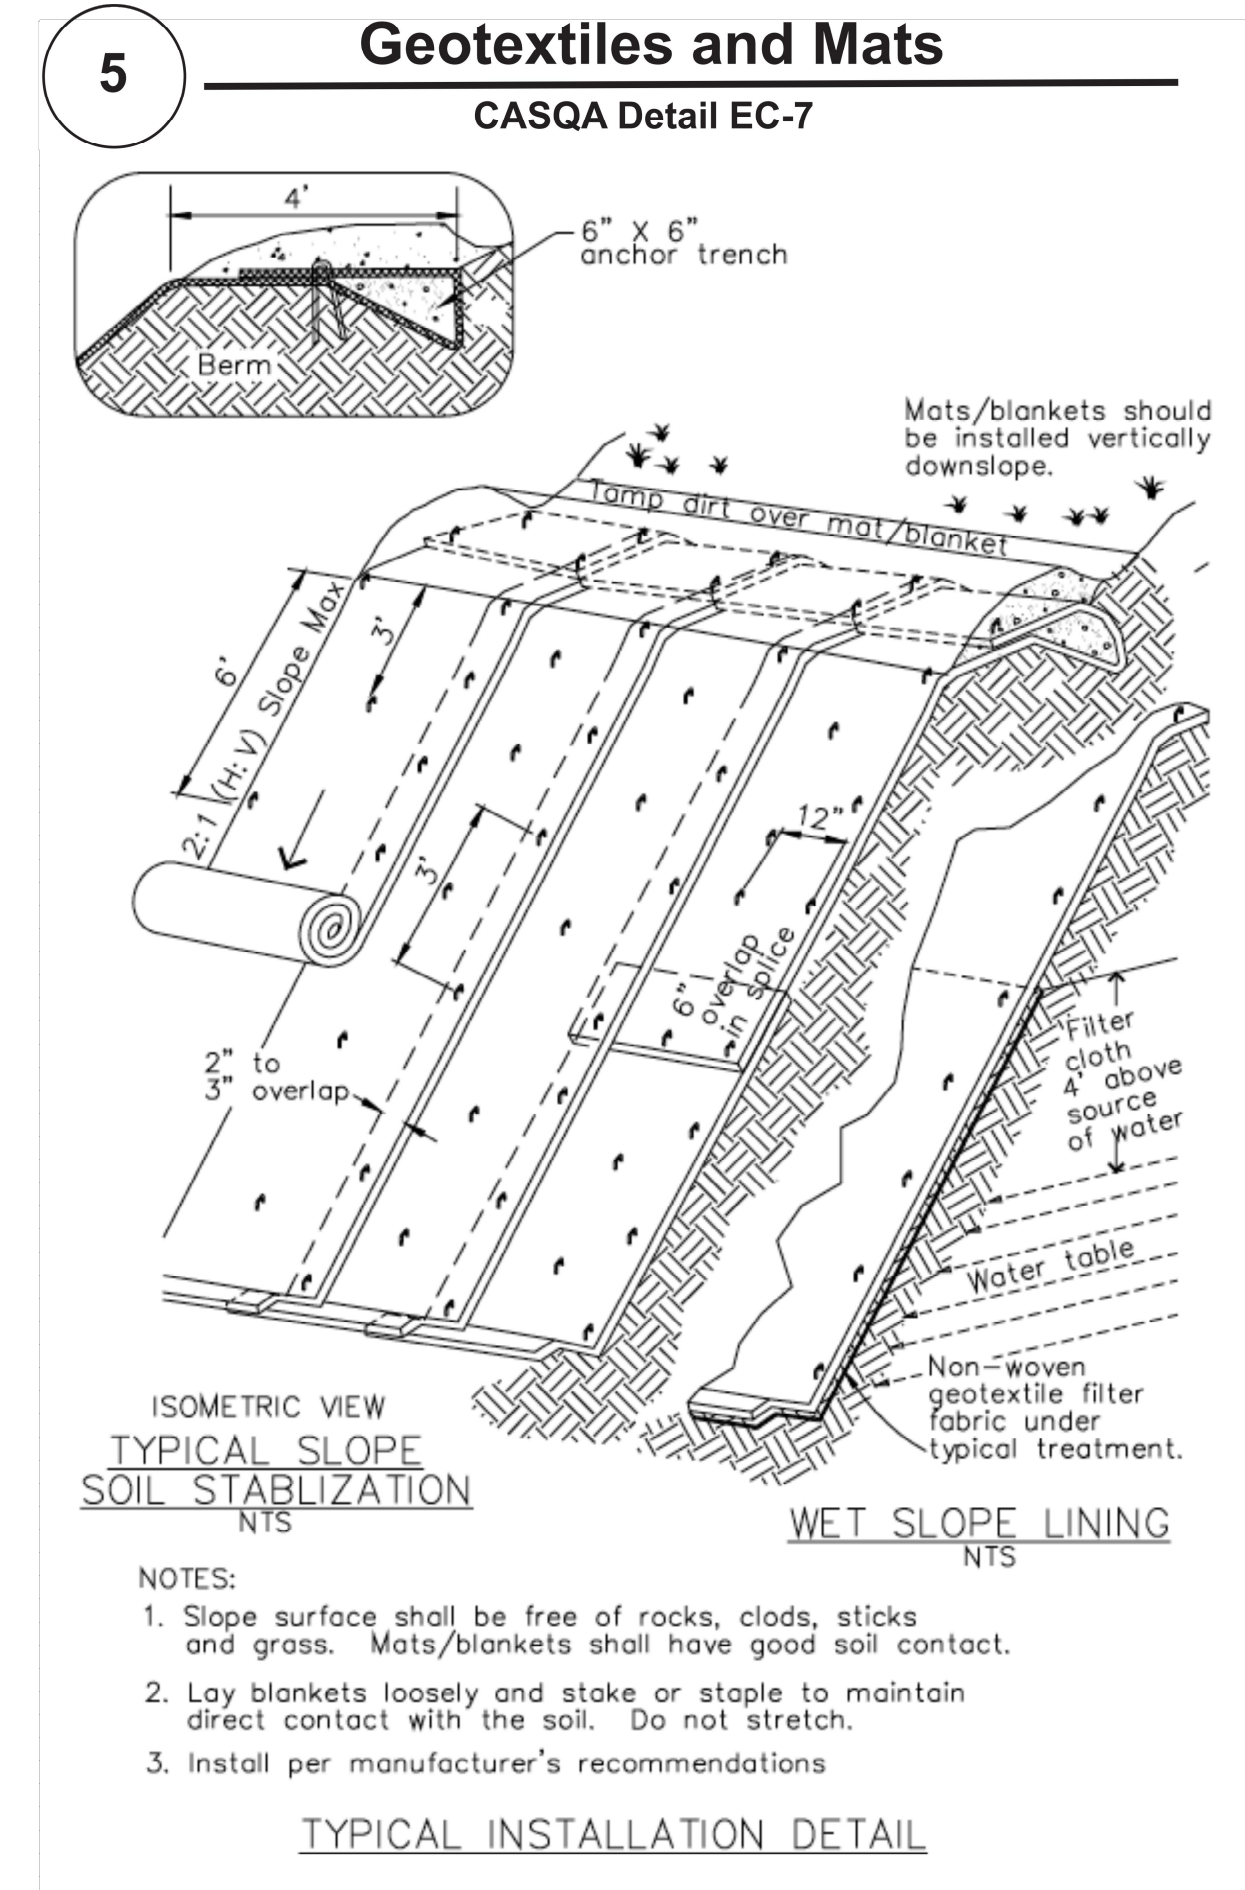 5
Geotextiles and Mats
CASQA Detail EC-7
4'
6" X 6"
anchor trench
Berm
Mats/blankets should
be installed vertically
downslope.
Tamp dirt over mat/blanket
6'
2:1 (H: V) Slope Max
3'
3'
12"
6"
overlap
in splice
2" to
3" overlap
Filter
cloth
4' above
source
of water
Water table
Non-woven
geotextile filter
fabric under
typical treatment.
ISOMETRIC VIEW
TYPICAL SLOPE
SOIL STABLIZATION
NTS
WET SLOPE LINING
NTS
NOTES:
1. Slope surface shall be free of rocks, clods, sticks
and grass. Mats/blankets shall have good soil contact.
2. Lay blankets loosely and stake or staple to maintain
direct contact with the soil. Do not stretch.
3. Install per manufacturer's recommendations
TYPICAL INSTALLATION DETAIL